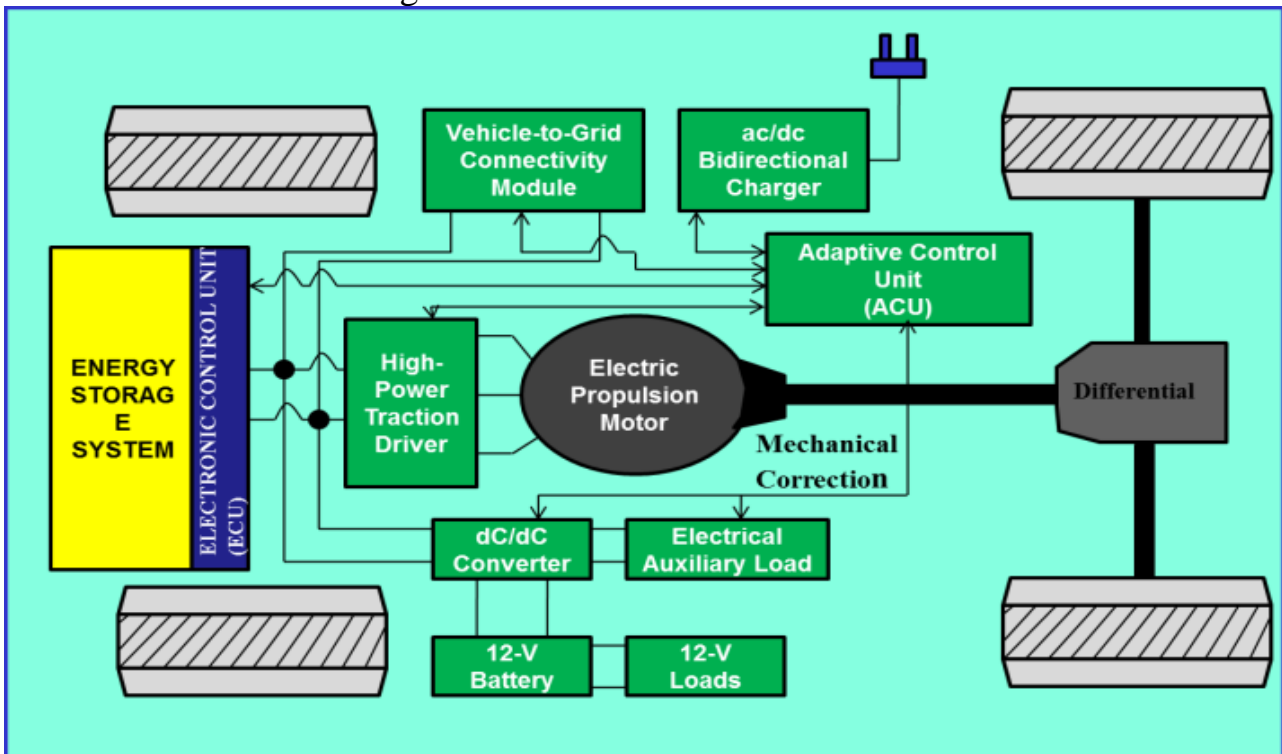 Vehicle-to-Grid
Connectivity
Module
ac/dc
Bidirectional
Charger
Adaptive Control
Unit
(ACU)
ENERGY
STORAG
E
SYSTEM
ELECTRONIC CONTROL UNIT
(ECU)
High-
Power
Traction
Driver
Electric
Propulsion
Motor
Differential
Mechanical
Correction
dC/dC
Converter
Electrical
Auxiliary Load
12-V
Battery
12-V
Loads